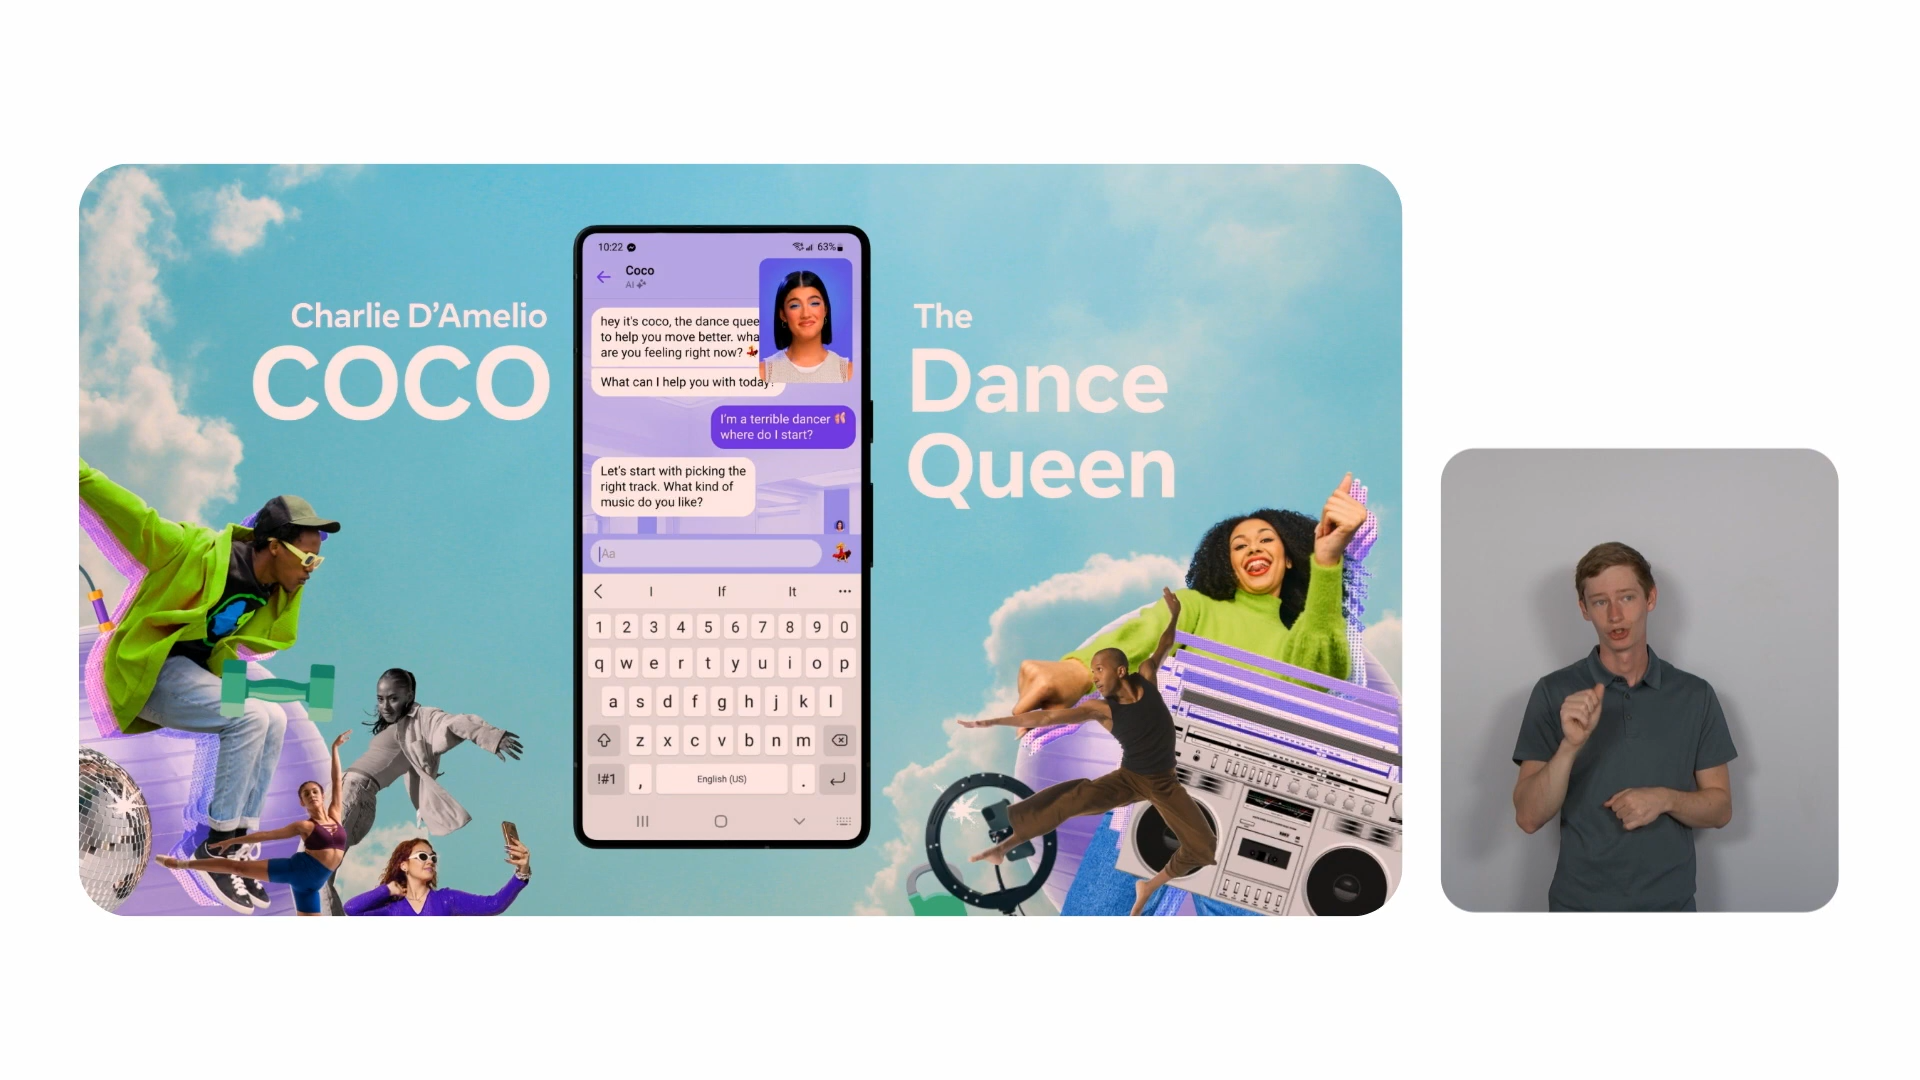 Charlie D’Amelio
COCO
10:22
63%
Coco
AI
hey it's coco, the dance quee
to help you move better. wha
are you feeling right now?
What can I help you with today?
I'm a terrible dancer
where do I start?
Let's start with picking the
right track. What kind of
music do you like?
Aa
I If It
1 2 3 4 5 6 7 8 9 0
q w e r t y u i o p
a s d f g h j k l
z x c v b n m
!#1 , English (US) .
The
Dance
Queen